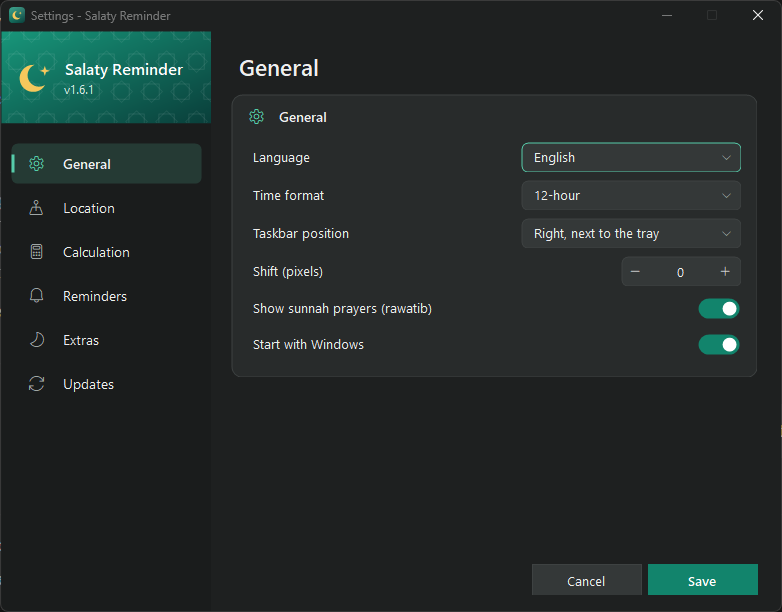 Settings - Salaty Reminder
Salaty Reminder
v1.6.1
General
Location
Calculation
Reminders
Extras
Updates
General
General
Language
English
Time format
12-hour
Taskbar position
Right, next to the tray
Shift (pixels)
− 0 +
Show sunnah prayers (rawatib)
Start with Windows
Cancel
Save